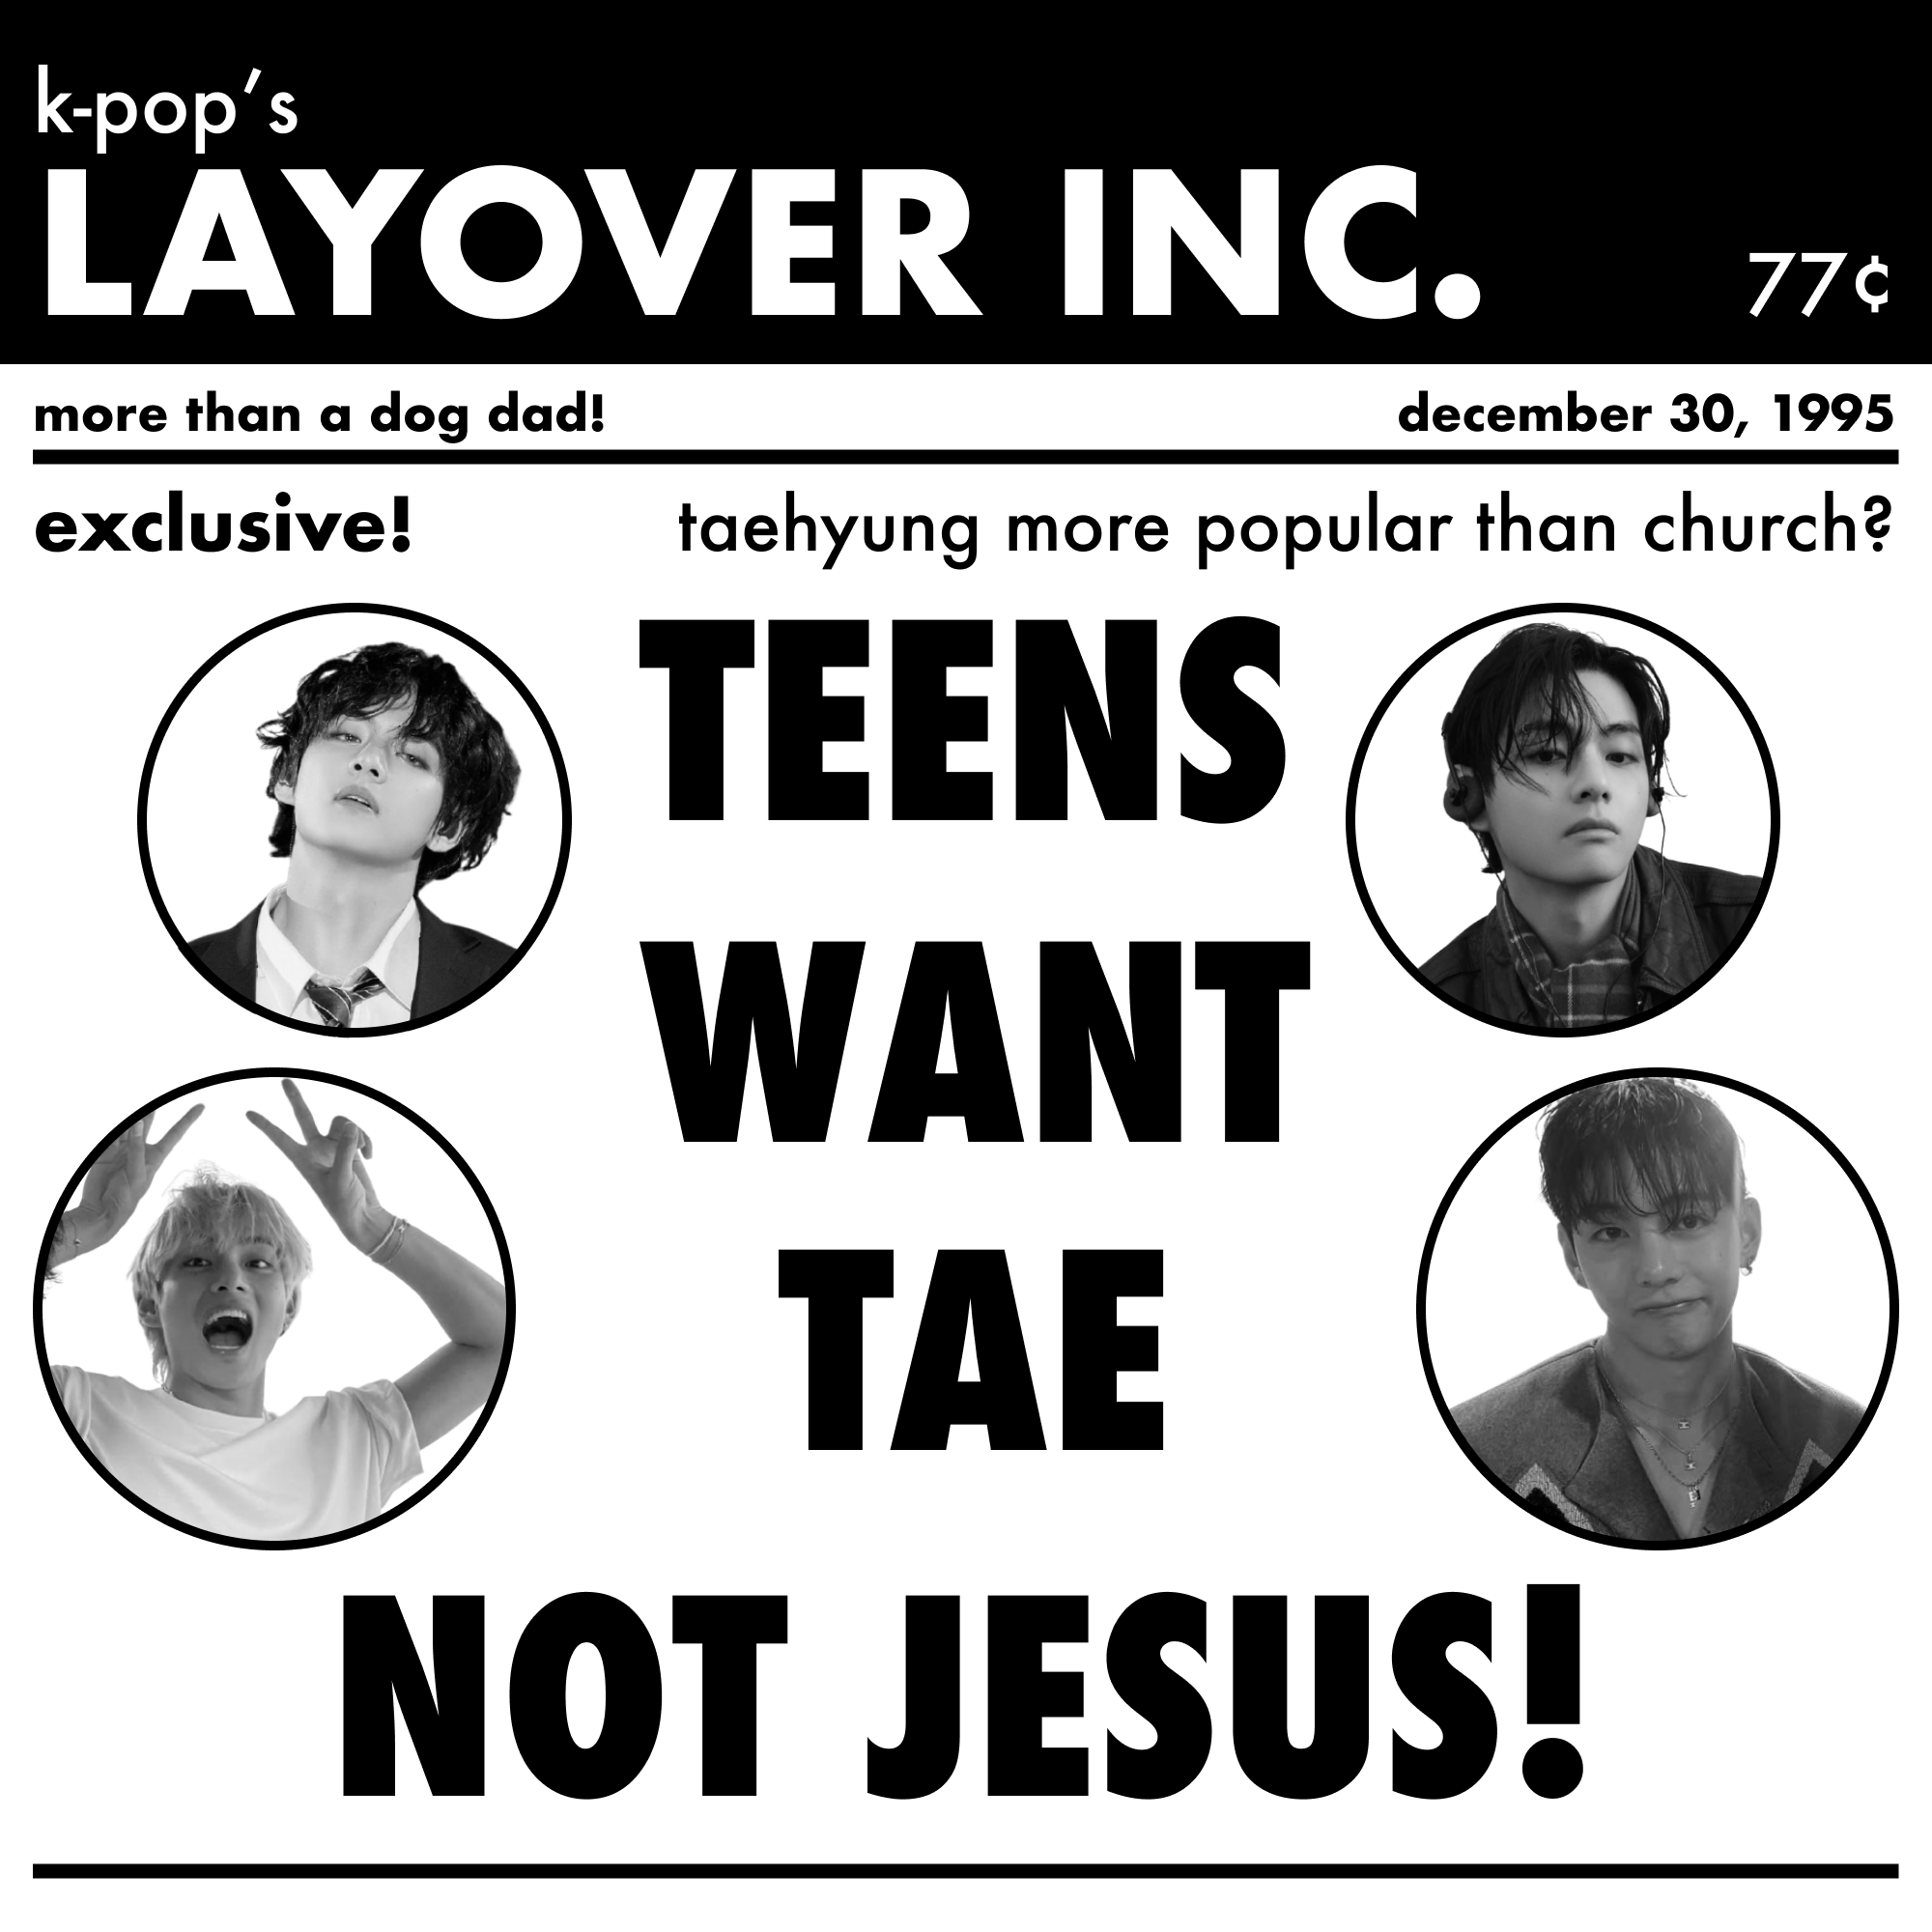 k-pop’s
LAYOVER INC.
77¢
more than a dog dad!
december 30, 1995
exclusive!
taehyung more popular than church?
TEENS
WANT
TAE
NOT JESUS!